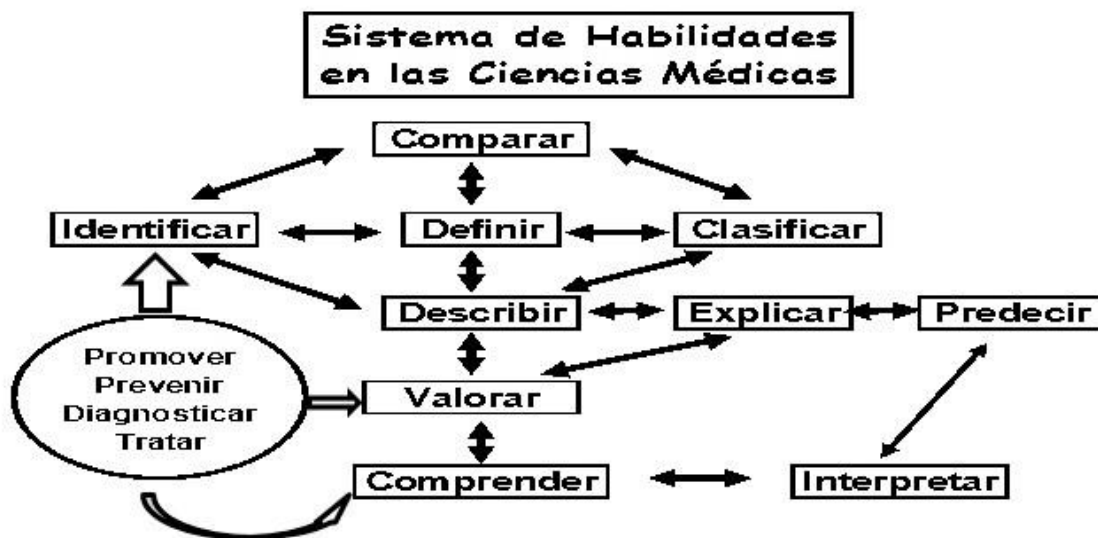 Sistema de Habilidades
en las Ciencias Médicas
Comparar
Identificar
Definir
Clasificar
Describir
Explicar
Predecir
Promover
Prevenir
Diagnosticar
Tratar
Valorar
Comprender
Interpretar